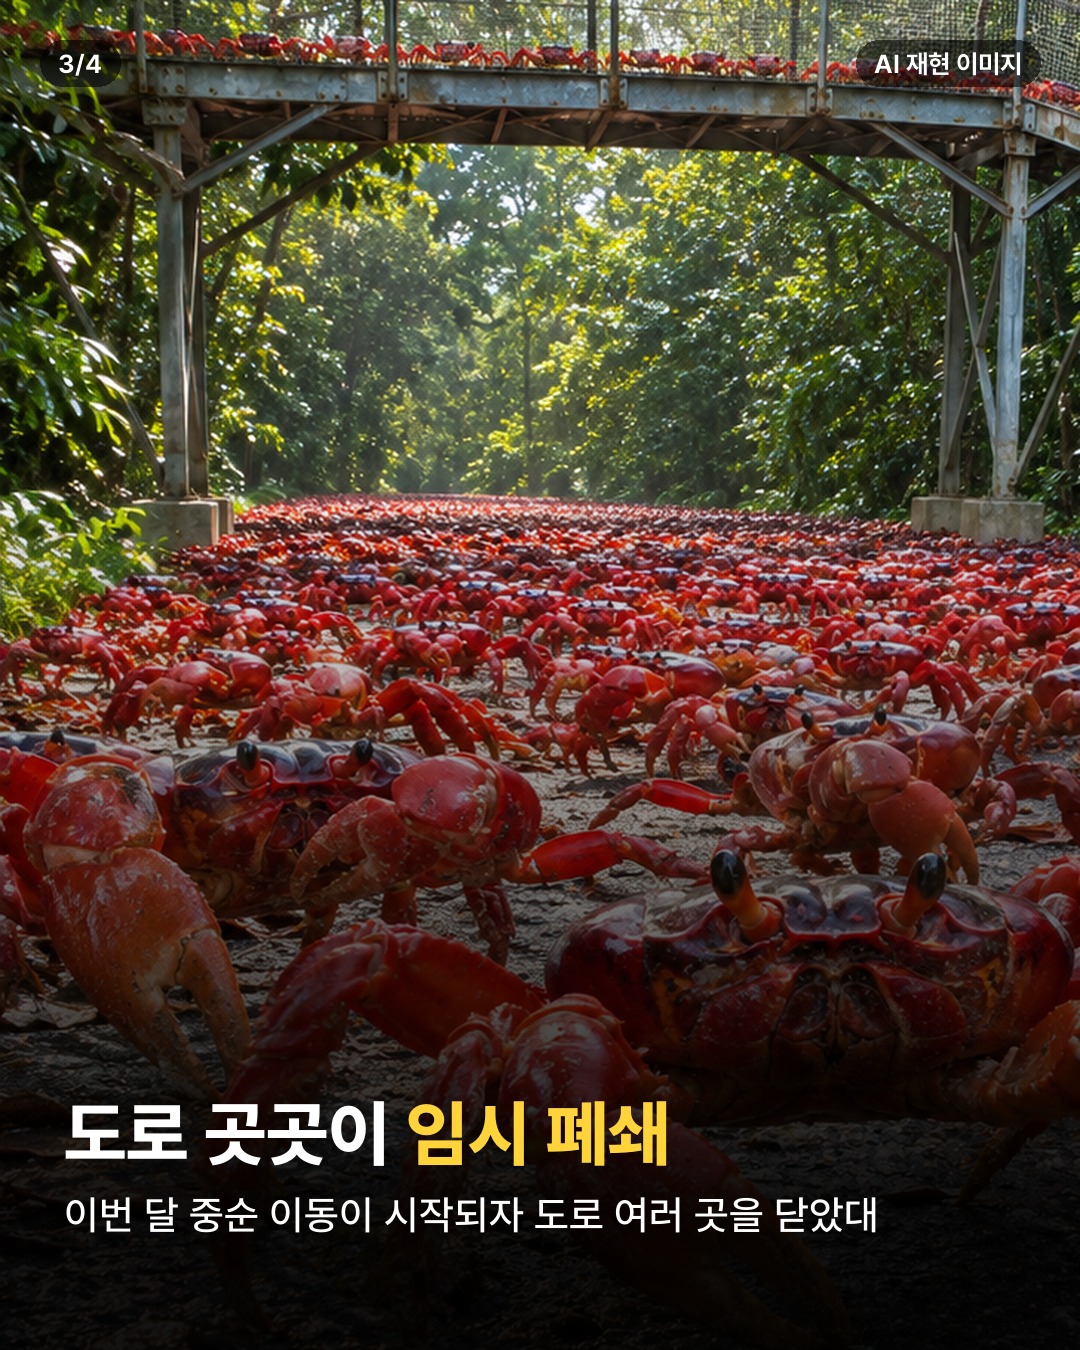 3/4
AI 재현 이미지
도로 곳곳이 임시 폐쇄
이번 달 중순 이동이 시작되자 도로 여러 곳을 닫았대